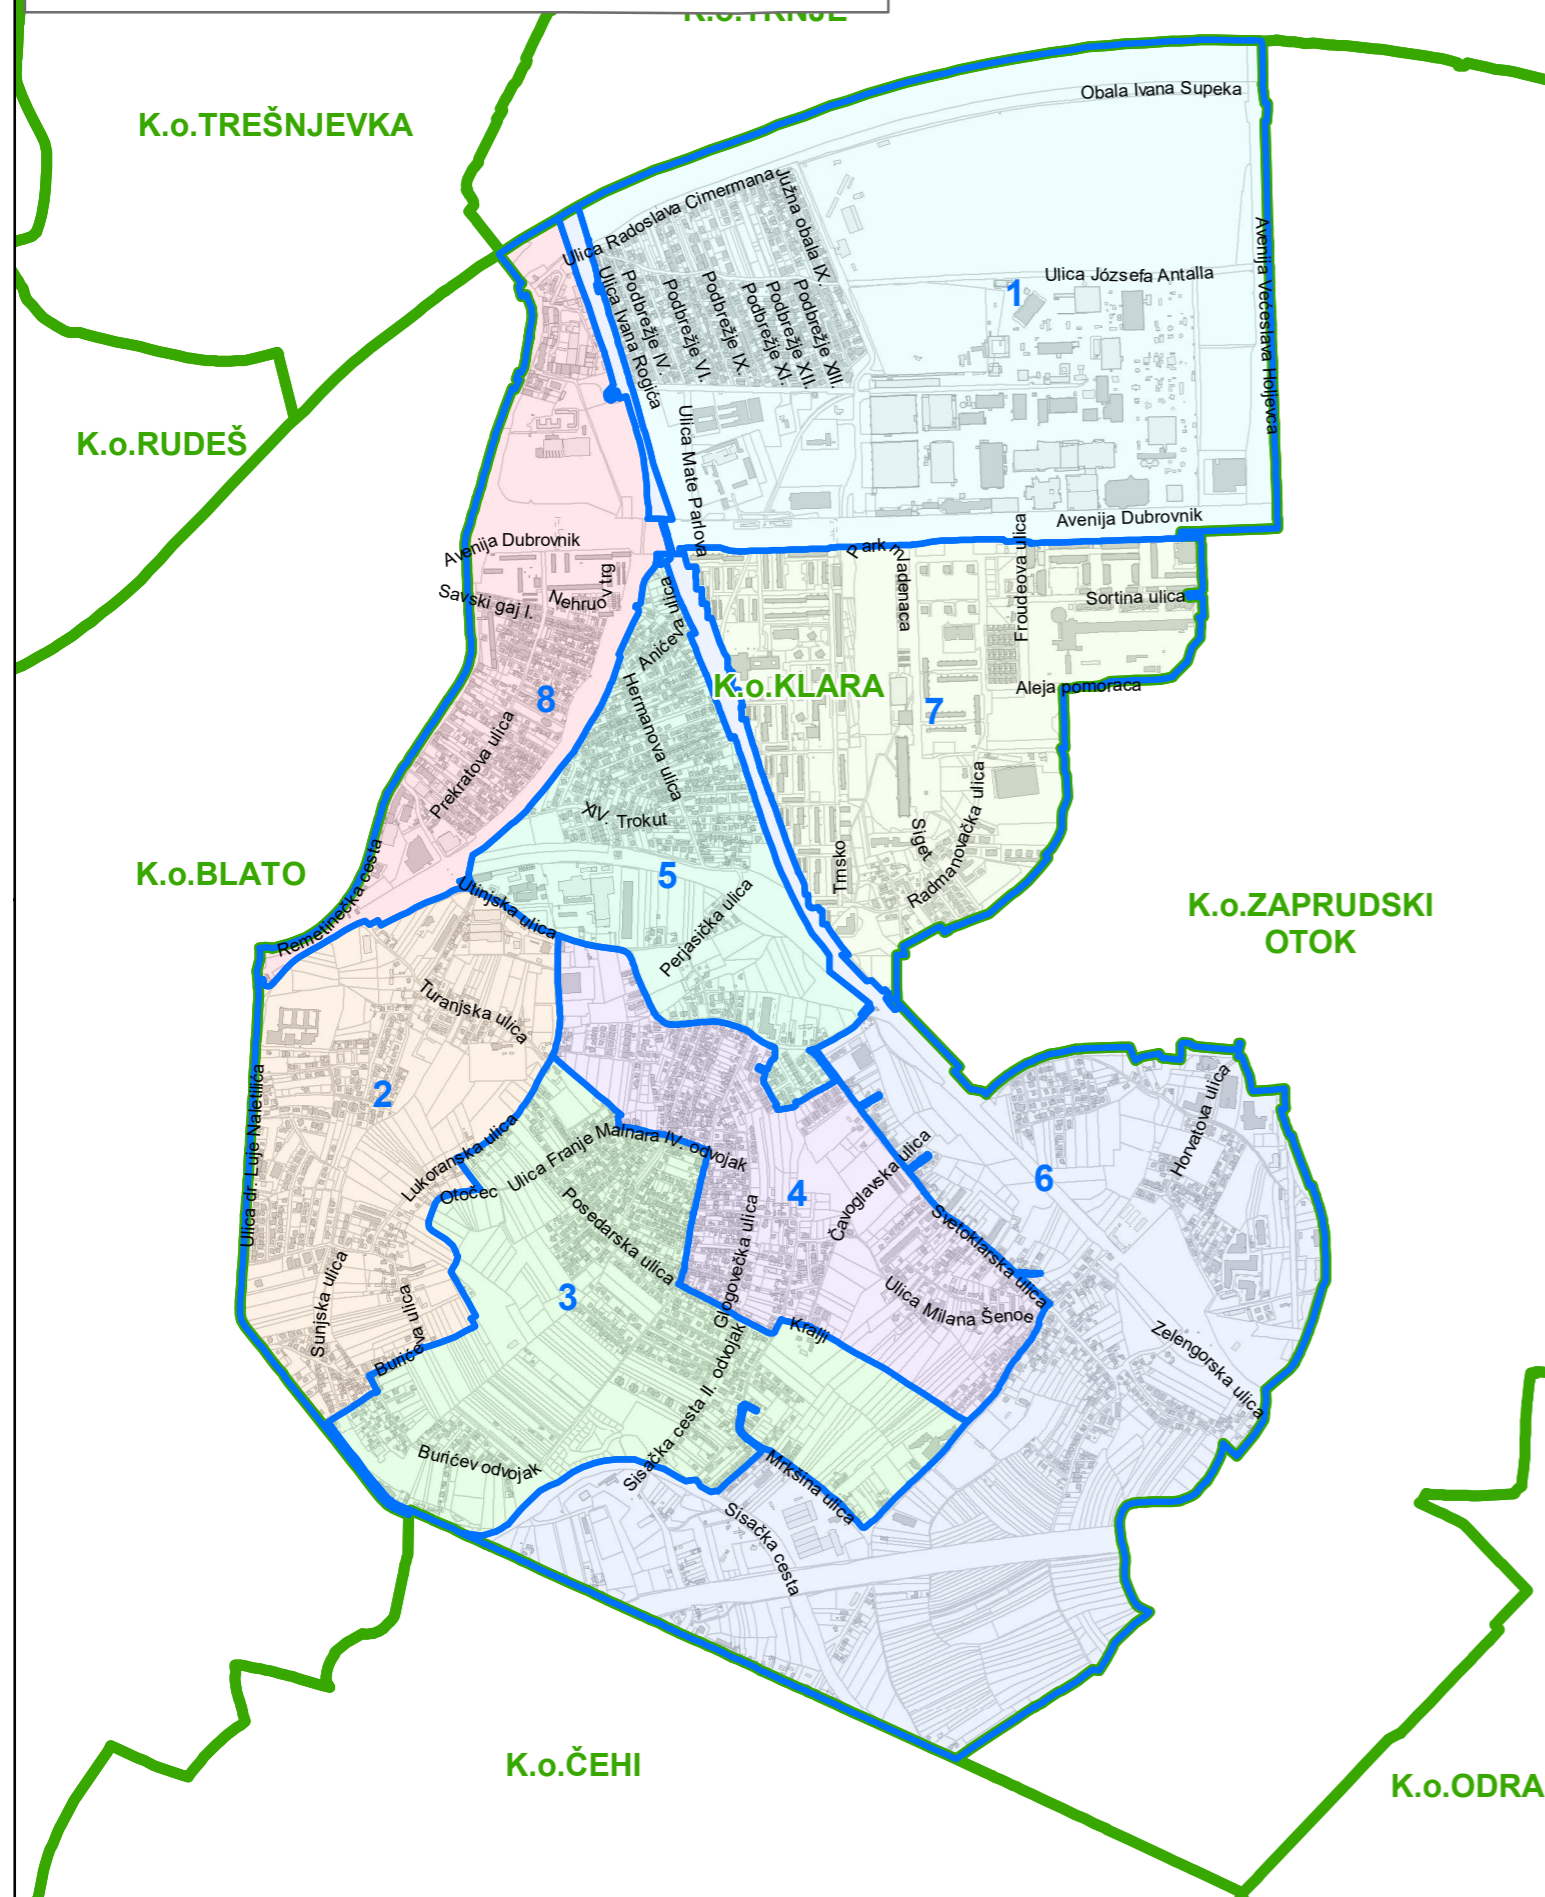 K.o.TRNJE
K.o.TREŠNJEVKA
Obala Ivana Supeka
Ulica Radoslava Cimermana
Južna obala IX.
Avenija Većeslava Holjevca
Ulica Józsefa Antalla
1
Ulica Ivana Rogića
Podbrežje IV.
Podbrežje VI.
Podbrežje IX.
Podbrežje XI.
Podbrežje XII.
Podbrežje XIII.
K.o.RUDEŠ
Ulica Mate Parlova
Avenija Dubrovnik
Avenija Dubrovnik
Park mladenaca
Froudeova ulica
Savski gaj I.
Nehruov trg
Sortina ulica
Anićeva ulica
Hermanova ulica
K.o.KLARA
Aleja pomoraca
8
7
Prekratova ulica
XIV. Trokut
Trnsko
Siget
Radmanovačka ulica
K.o.BLATO
Remetinečka cesta
5
Utinjska ulica
Perjasička ulica
K.o.ZAPRUDSKI
OTOK
Turanjska ulica
2
Ulica dr. Luje Naletilića
Lukoranska ulica
Otočec
Ulica Franje Malnara IV. odvojak
Horvatova ulica
Čavoglavska ulica
6
4
Posedarska ulica
Glogovečka ulica
Svetoklarska ulica
Sunjska ulica
Burićeva ulica
3
Ulica Milana Šenoe
Kralji
Zelengorska ulica
Sisačka cesta II. odvojak
Burićev odvojak
Mrkšina ulica
Sisačka cesta
K.o.ČEHI
K.o.ODRA